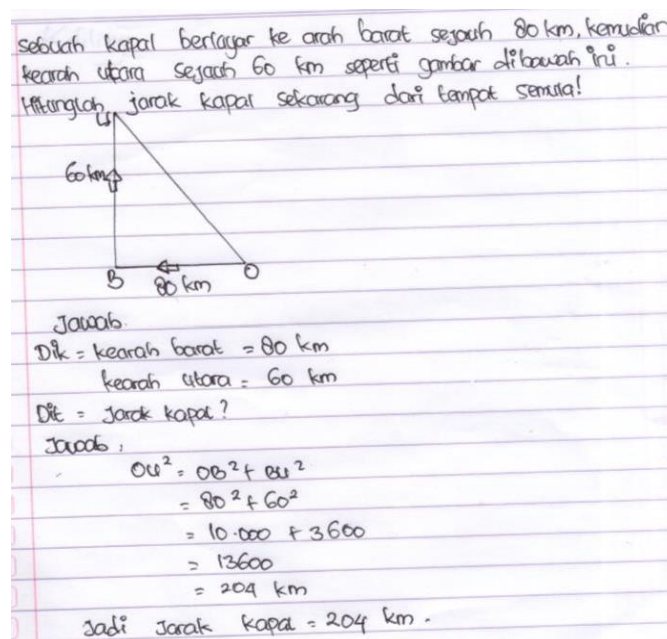 sebuah kapal berlayar ke arah barat sejauh 80 km, kemudian
kearah utara sejauh 60 km seperti gambar dibawah ini.
Hitunglah jarak kapal sekarang dari tempat semula!
U
60 km
B
80 km
O
Jawab.
Dik = kearah barat = 80 km
kearah utara = 60 km
Dit = Jarak kapal?
Jawab,
OU² = OB² + BU²
= 80² + 60²
= 10.000 + 3600
= 13600
= 204 km
Jadi Jarak kapal = 204 km.